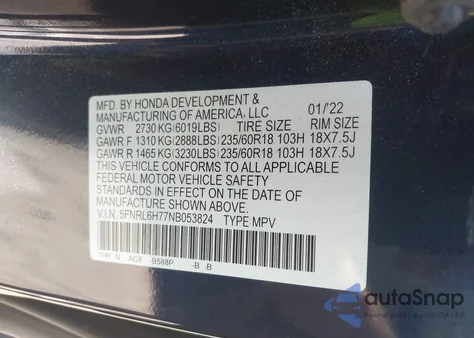 MFD. BY HONDA DEVELOPMENT &
MANUFACTURING OF AMERICA, LLC 01/'22
GVWR 2730 KG (6019LBS) TIRE SIZE RIM SIZE
GAWR F 1310 KG (2888LBS) 235/60R18 103H 18X7.5J
GAWR R 1465 KG (3230LBS) 235/60R18 103H 18X7.5J
THIS VEHICLE CONFORMS TO ALL APPLICABLE
FEDERAL MOTOR VEHICLE SAFETY
STANDARDS IN EFFECT ON THE DATE OF
MANUFACTURE SHOWN ABOVE.
V.I.N. 5FNRL6H77NB053824 TYPE MPV
THR N AG8 -B588P -B -B
autoSnap